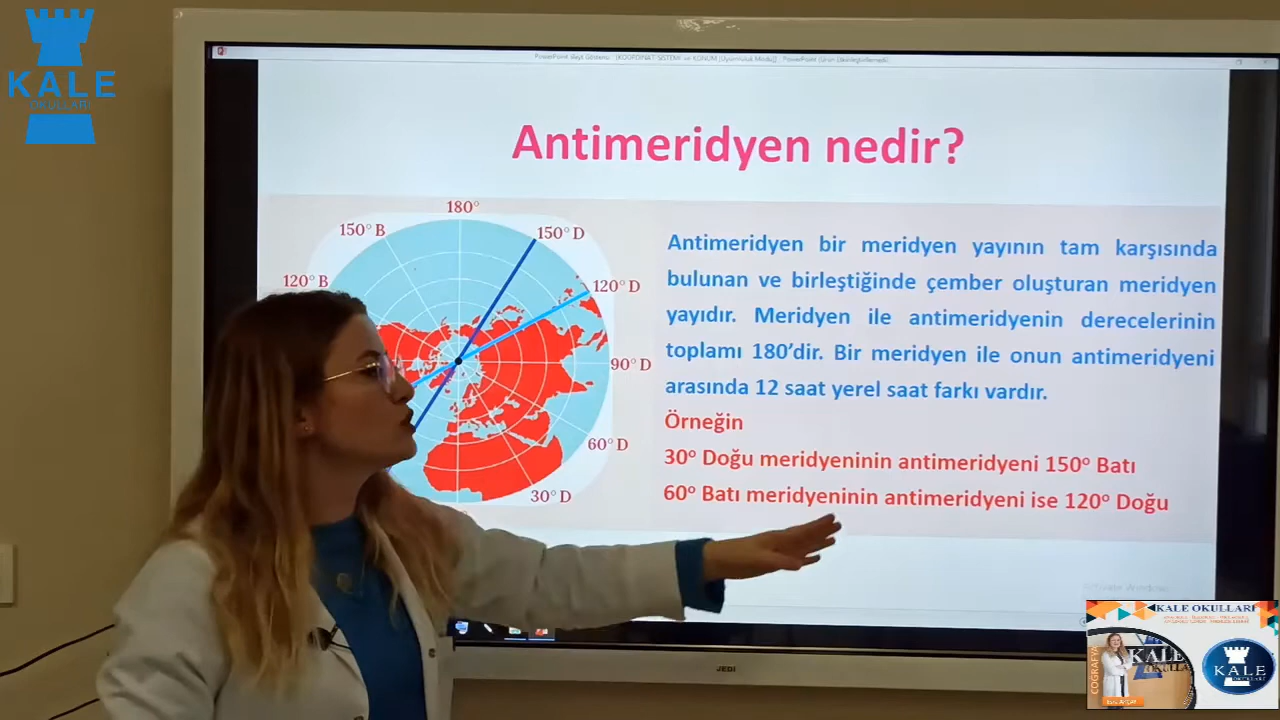 KALE
OKULLARI
Antimeridyen nedir?
180°
150° B
150° D
120° B
120° D
90° D
60° D
30° D
Antimeridyen bir meridyen yayının tam karşısında
bulunan ve birleştiğinde çember oluşturan meridyen
yayıdır. Meridyen ile antimeridyenin derecelerinin
toplamı 180’dir. Bir meridyen ile onun antimeridyeni
arasında 12 saat yerel saat farkı vardır.
Örneğin
30° Doğu meridyeninin antimeridyeni 150° Batı
60° Batı meridyeninin antimeridyeni ise 120° Doğu
KALE OKULLARI
COĞRAFYA
KALE
KALE